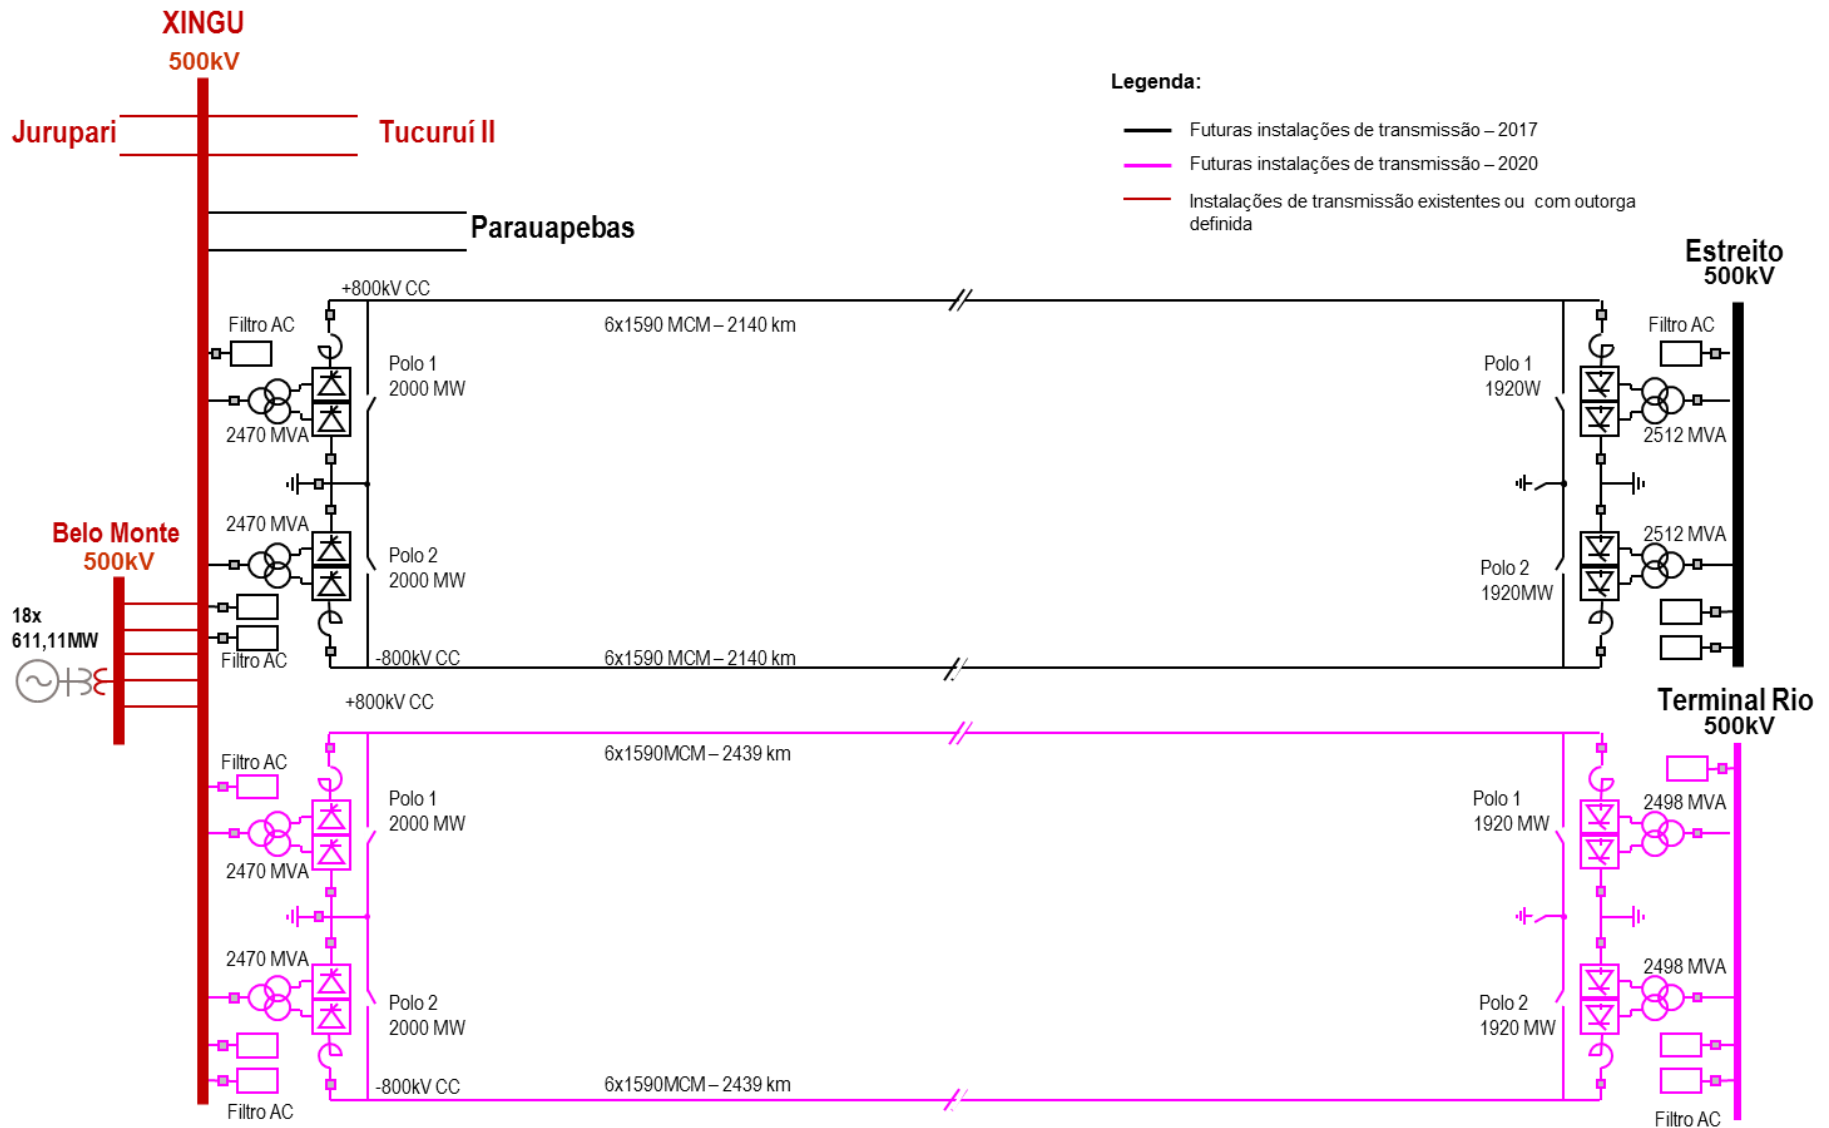 XINGU
500kV
Jurupari
Tucuruí II
Parauapebas
Legenda:
Futuras instalações de transmissão – 2017
Futuras instalações de transmissão – 2020
Instalações de transmissão existentes ou com outorga
definida
Estreito
500kV
+800kV CC
6x1590 MCM – 2140 km
Filtro AC
Polo 1
2000 MW
2470 MVA
Polo 1
1920W
Filtro AC
2512 MVA
2470 MVA
Polo 2
2000 MW
Filtro AC
-800kV CC
6x1590 MCM – 2140 km
2512 MVA
Polo 2
1920MW
Belo Monte
500kV
18x
611,11MW
Terminal Rio
500kV
+800kV CC
6x1590MCM – 2439 km
Filtro AC
Polo 1
2000 MW
2470 MVA
Polo 1
1920 MW
2498 MVA
2470 MVA
Polo 2
2000 MW
2498 MVA
Polo 2
1920 MW
-800kV CC
6x1590MCM – 2439 km
Filtro AC
Filtro AC